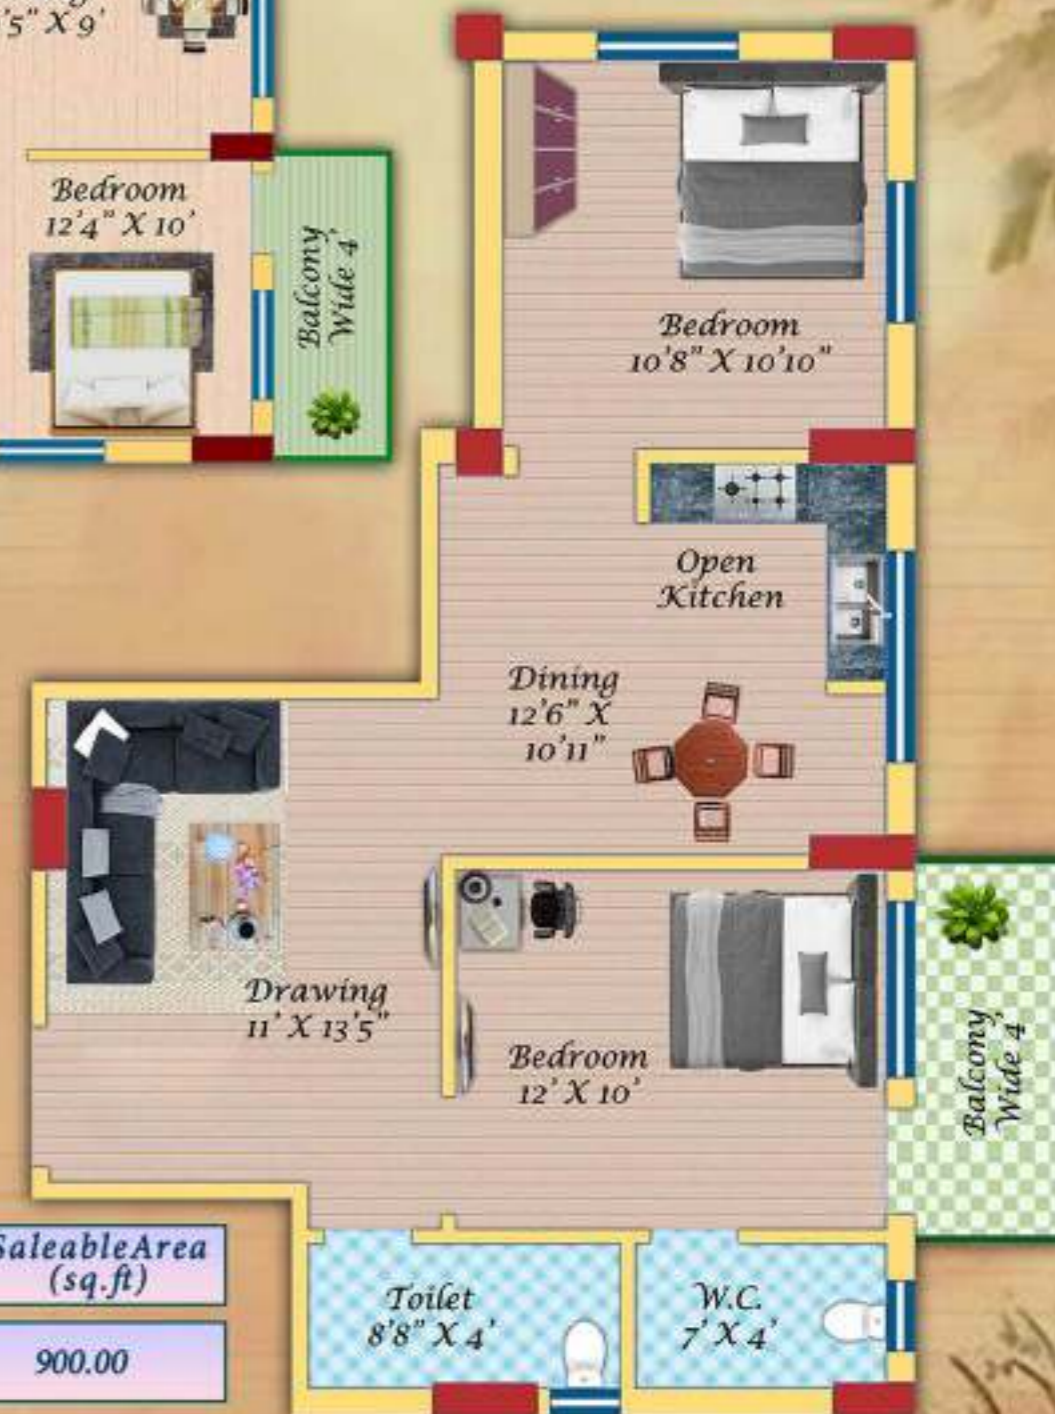 '5" X 9'
Bedroom
12'4" X 10'
Balcony
Wide 4'
Bedroom
10'8" X 10'10"
Open
Kitchen
Dining
12'6" X
10'11"
Drawing
11' X 13'5"
Bedroom
12' X 10'
Balcony
Wide 4'
SaleableArea
(sq.ft)
900.00
Toilet
8'8" X 4'
W.C.
7' X 4'